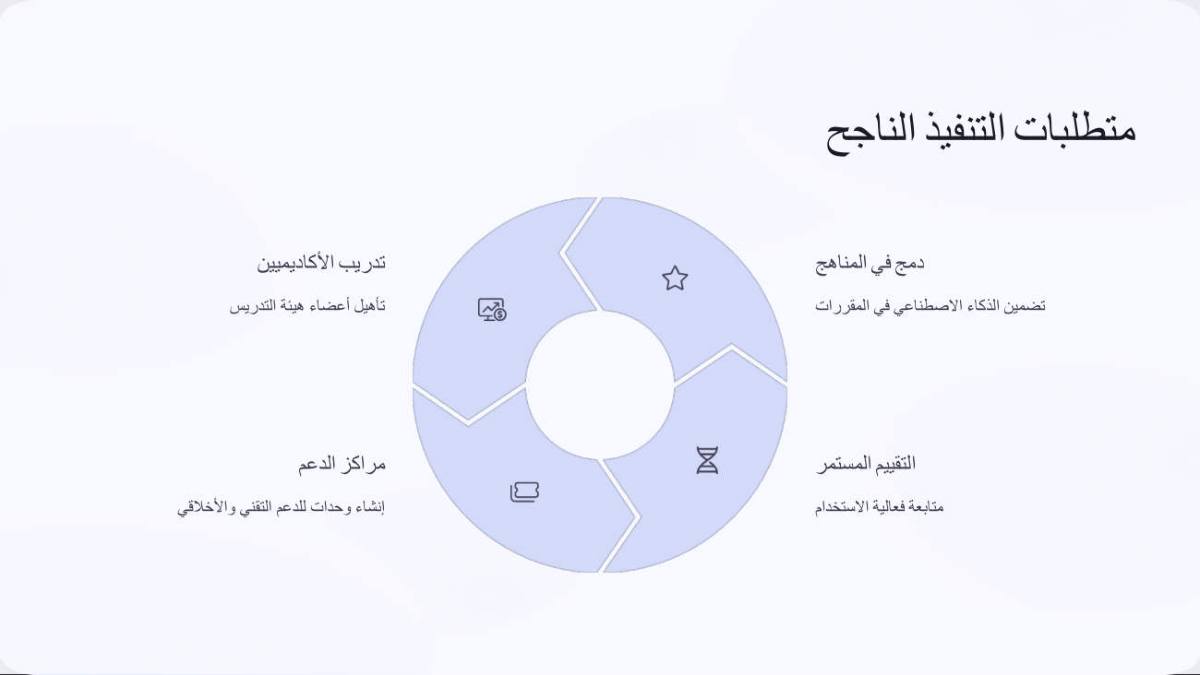 متطلبات التنفيذ الناجح
دمج في المناهج
تضمين الذكاء الاصطناعي في المقررات
تدريب الأكاديميين
تأهيل أعضاء هيئة التدريس
التقييم المستمر
متابعة فعالية الاستخدام
مراكز الدعم
إنشاء وحدات للدعم التقني والأخلاقي